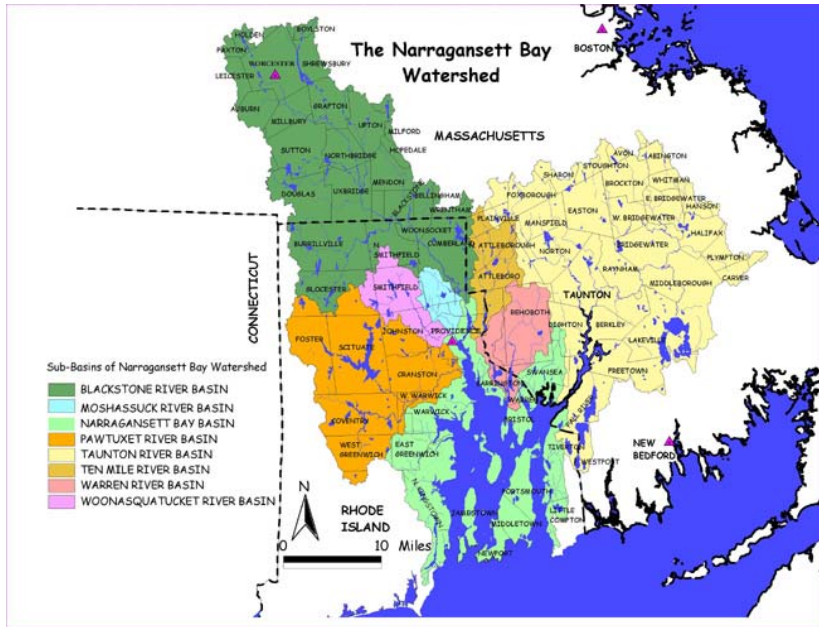 The Narragansett Bay
Watershed
BOSTON
HOLDEN
BOYLSTON
PAXTON
WORCESTER
SHREWSBURY
LEICESTER
AUBURN
GRAFTON
MILLBURY
UPTON
MILFORD
HOPEDALE
MASSACHUSETTS
SUTTON
NORTHBRIDGE
MENDON
DOUGLAS
UXBRIDGE
BLACKSTONE
BELLINGHAM
WRENTHAM
AVON
ABINGTON
STOUGHTON
SHARON
WHITMAN
BROCKTON
FOXBOROUGH
E. BRIDGEWATER
HANSON
EASTON
PLAINVILLE
MANSFIELD
W. BRIDGEWATER
HALIFAX
WOONSOCKET
CUMBERLAND
N.
SMITHFIELD
BURRILLVILLE
ATTLEBOROUGH
NORTON
BRIDGEWATER
PLYMPTON
RAYNHAM
CARVER
ATTLEBORO
MIDDLEBOROUGH
SMITHFIELD
GLOCESTER
TAUNTON
CONNECTICUT
REHOBOTH
DIGHTON
BERKLEY
FOSTER
JOHNSTON
PROVIDENCE
SCITUATE
LAKEVILLE
CRANSTON
SWANSEA
FREETOWN
BARRINGTON
WARREN
W. WARWICK
WARWICK
FALL RIVER
BRISTOL
COVENTRY
NEW
BEDFORD
WEST
GREENWICH
EAST
GREENWICH
TIVERTON
WESTPORT
N. KINGSTOWN
PORTSMOUTH
JAMESTOWN
LITTLE
COMPTON
MIDDLETOWN
NEWPORT
Sub-Basins of Narragansett Bay Watershed
BLACKSTONE RIVER BASIN
MOSHASSUCK RIVER BASIN
NARRAGANSETT BAY BASIN
PAWTUXET RIVER BASIN
TAUNTON RIVER BASIN
TEN MILE RIVER BASIN
WARREN RIVER BASIN
WOONASQUATUCKET RIVER BASIN
N
RHODE
ISLAND
0 10 Miles